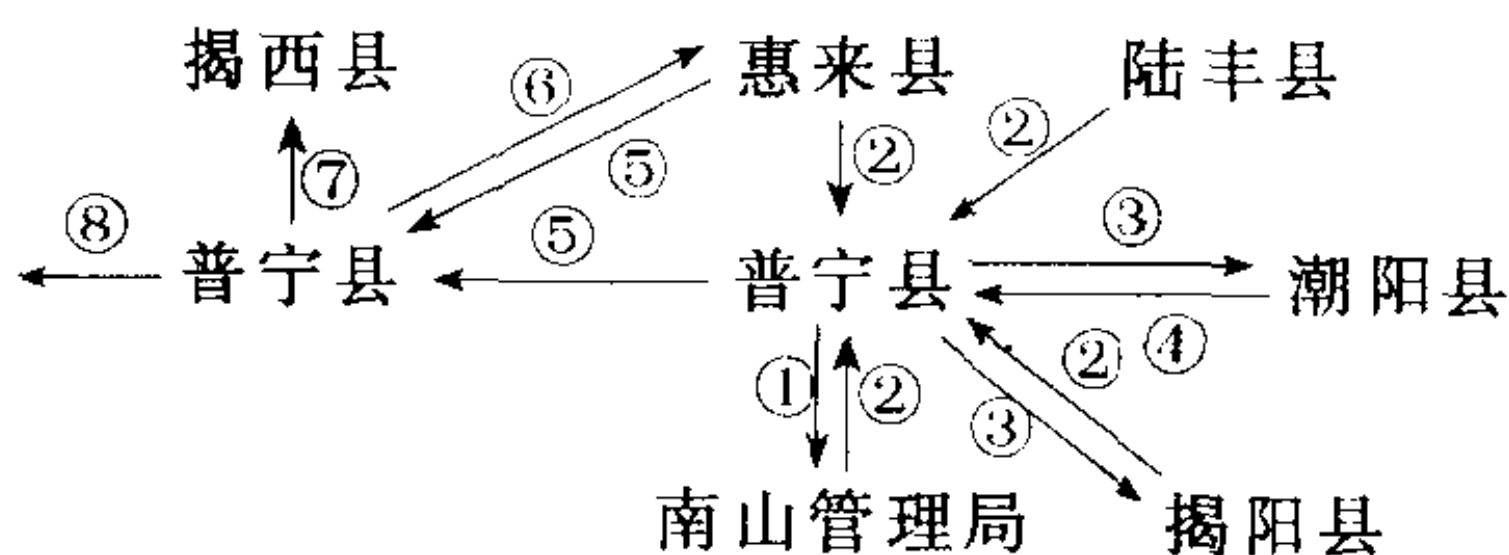 揭西县 ⑥ 惠来县 陆丰县
⑦ ⑤ ② ②
⑧ 普宁县 ⑤ 普宁县 ③ 潮阳县
④
① ② ③ ②
南山管理局 揭阳县